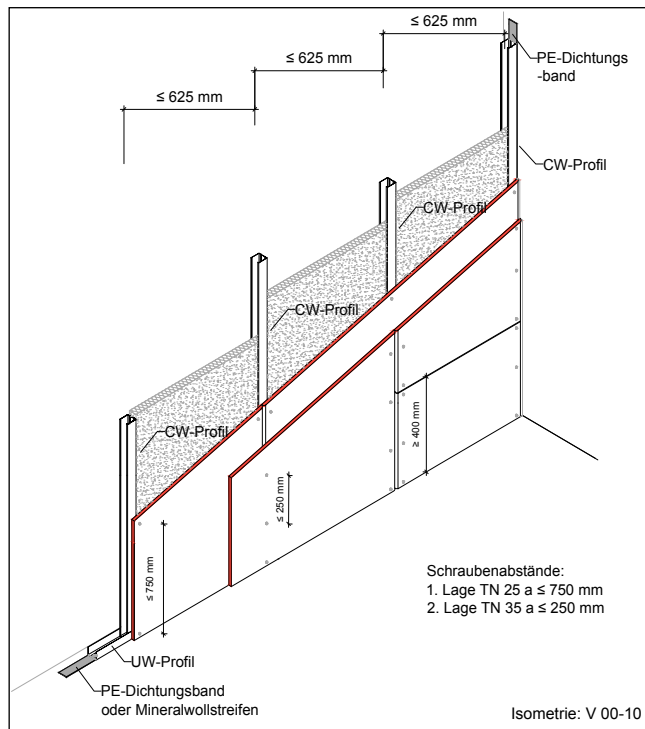 ≤ 625 mm
≤ 625 mm
≤ 625 mm
PE-Dichtungs
-band
CW-Profil
CW-Profil
CW-Profil
CW-Profil
≥ 400 mm
≤ 250 mm
≤ 750 mm
Schraubenabstände:
1. Lage TN 25 a ≤ 750 mm
2. Lage TN 35 a ≤ 250 mm
UW-Profil
PE-Dichtungsband
oder Mineralwollstreifen
Isometrie: V 00-10